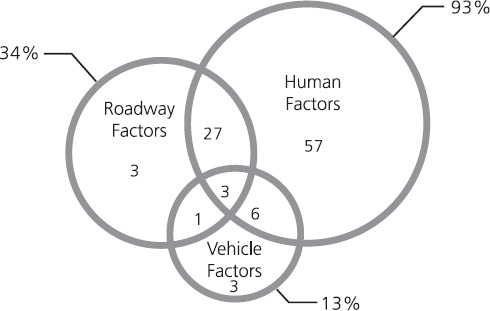 93%
34%
Human
Factors
57
Roadway
Factors
3
27
3
1
6
Vehicle
Factors
3
13%